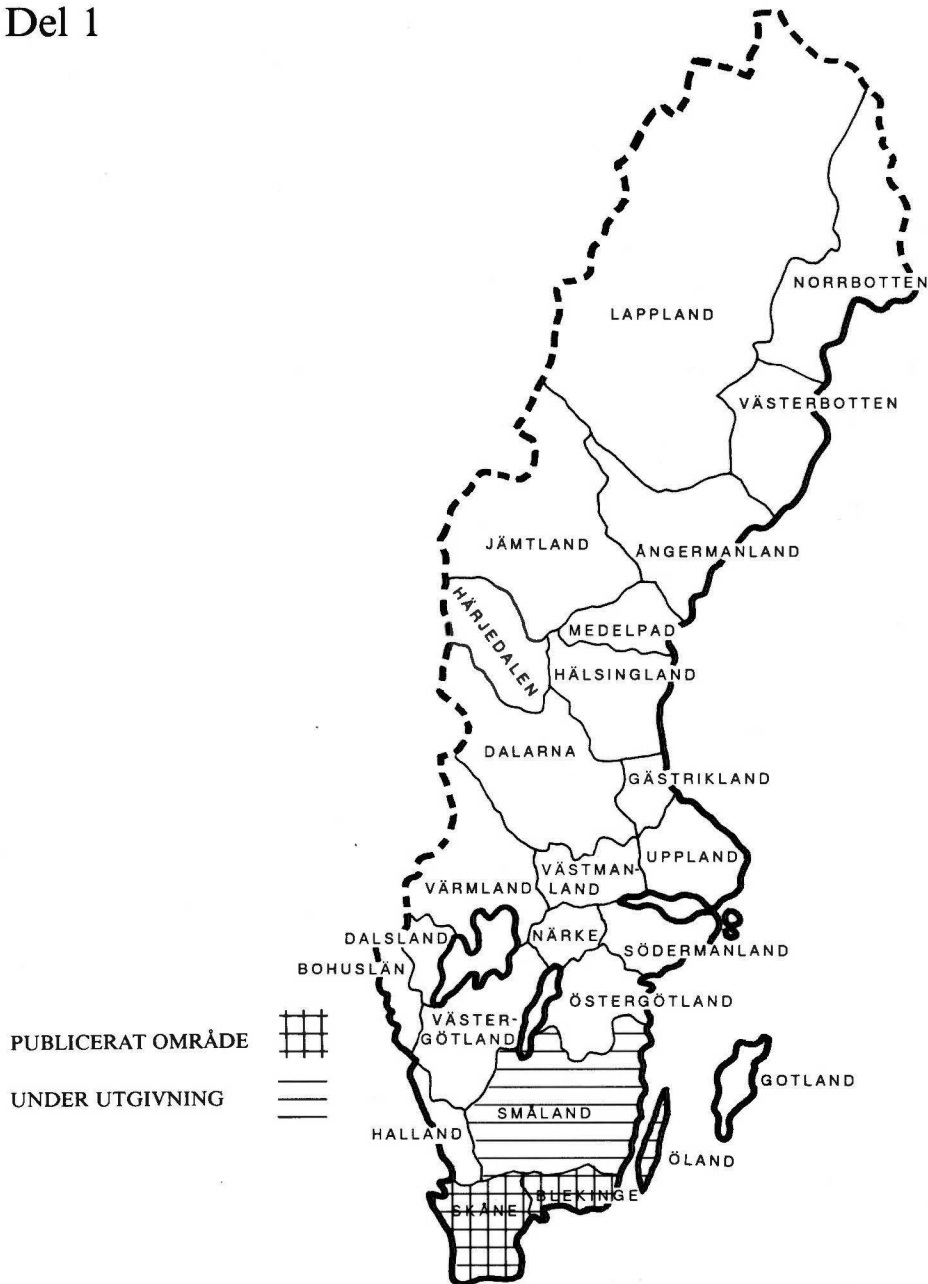 Del 1
LAPPLAND
NORRBOTTEN
VÄSTERBOTTEN
JÄMTLAND
ÅNGERMANLAND
HÄRJEDALEN
MEDELPAD
HÄLSINGLAND
DALARNA
GÄSTRIKLAND
UPPLAND
VÄSTMAN-
LAND
VÄRMLAND
NÄRKE
DALSLAND
SÖDERMANLAND
BOHUSLÄN
ÖSTERGÖTLAND
VÄSTER-
GÖTLAND
PUBLICERAT OMRÅDE
UNDER UTGIVNING
GOTLAND
SMÅLAND
HALLAND
ÖLAND
BLEKINGE
SKÅNE